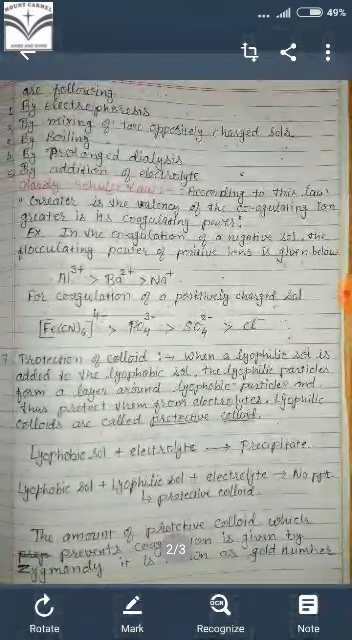 MOUNT CARMEL
49%
are following
1 By Electrophoresis
2 By mixing of two oppositely charged sols.
3 By Boiling
4 By Prolonged dialysis
5 By addition of electrolyte
Hardy Schulze Law :- According to this law
"Greater is the valency of the co-agulating ion
greater is its coagulating power."
Ex. In the coagulation of a negative sol, the
flocculating power of positive ions is given below
Al³⁺ > Ba²⁺ > Na⁺
For coagulation of a positively charged sol
[Fe(CN)₆]⁴⁻ > PO₄³⁻ > SO₄²⁻ > Cl⁻
7. Protection of colloid :→ When a lyophilic sol is
added to the lyophobic sol, the lyophilic particles
form a layer around lyophobic particles and
thus protect them from electrolytes. Lyophilic
colloids are called protective colloid.
Lyophobic sol + electrolyte → Precipitate.
Lyophobic sol + lyophilic sol + electrolyte → No ppt
↳ protective colloid.
The amount of protective colloid which
prevents ion is given by
Zygmondy it is as gold number
2/3
Rotate
Mark
OCR
Recognize
Note